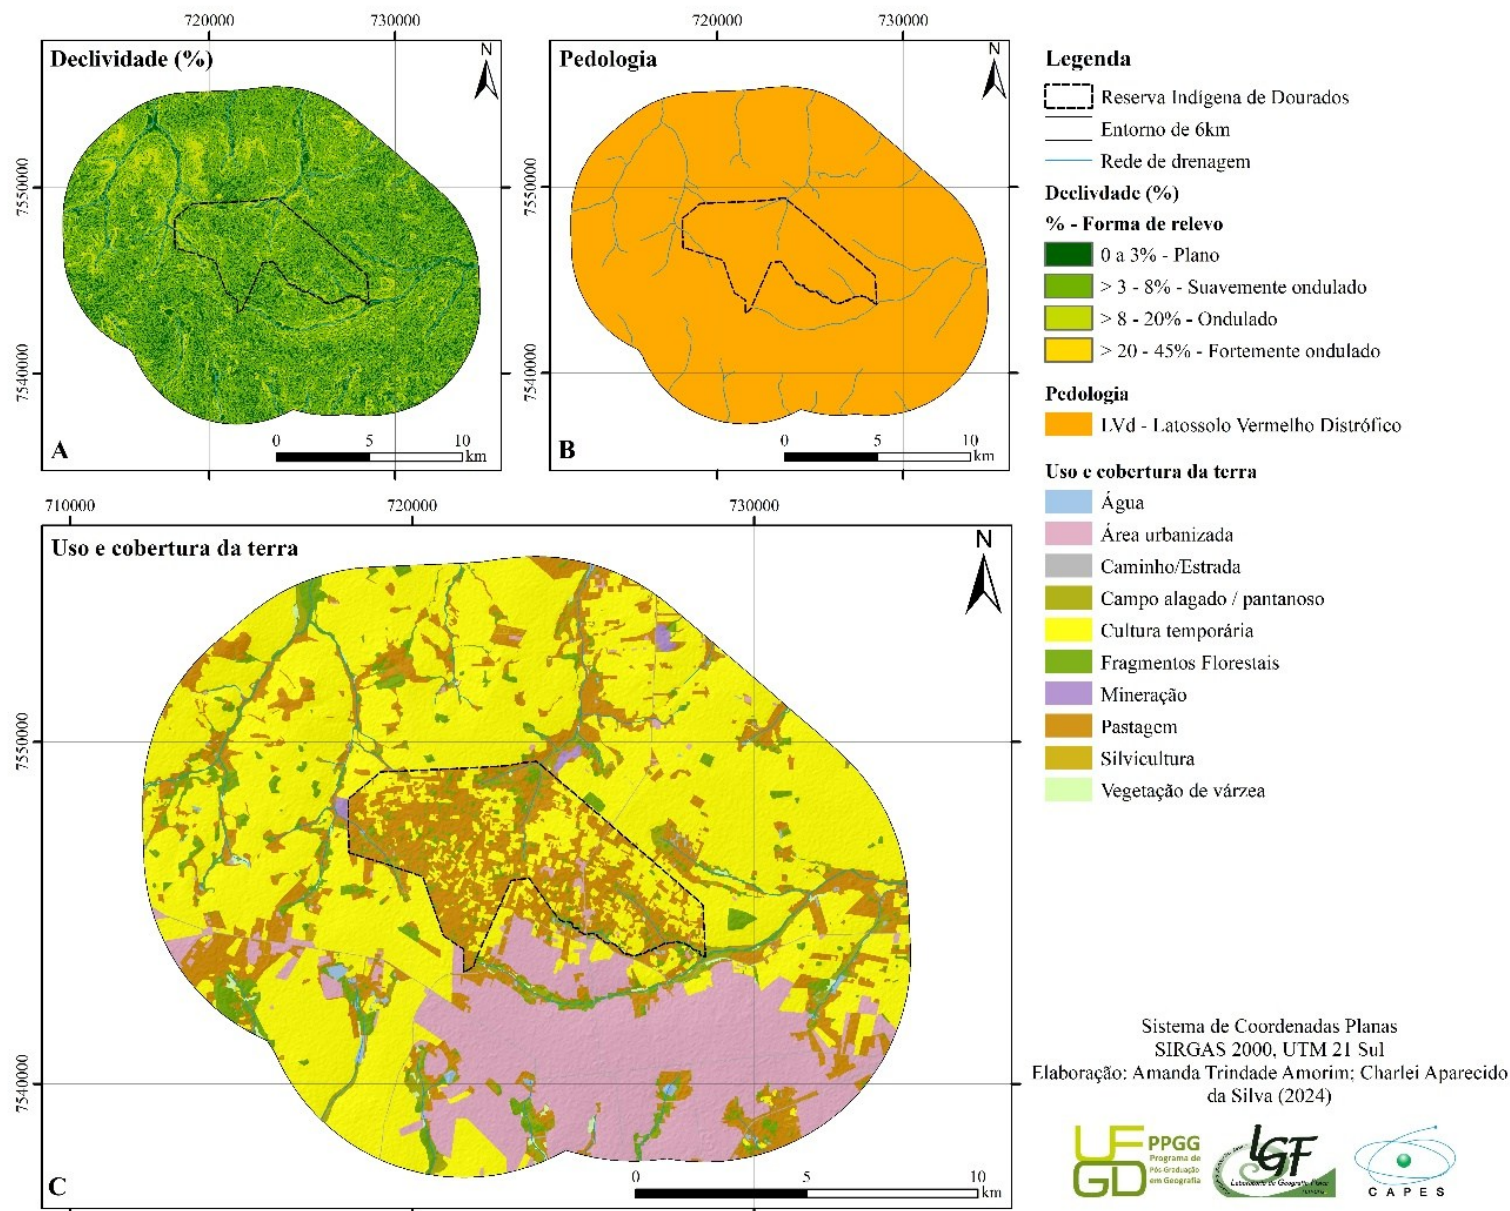 720000
730000
Declividade (%)
N
7550000
7540000
A
0
5
10
km
720000
730000
Pedologia
N
7550000
7540000
B
0
5
10
km
710000
720000
730000
Uso e cobertura da terra
N
7550000
7540000
C
0
5
10
km
Legenda
Reserva Indígena de Dourados
Entorno de 6km
Rede de drenagem
Declivdade (%)
% - Forma de relevo
0 a 3% - Plano
> 3 - 8% - Suavemente ondulado
> 8 - 20% - Ondulado
> 20 - 45% - Fortemente ondulado
Pedologia
LVd - Latossolo Vermelho Distrófico
Uso e cobertura da terra
Água
Área urbanizada
Caminho/Estrada
Campo alagado / pantanoso
Cultura temporária
Fragmentos Florestais
Mineração
Pastagem
Silvicultura
Vegetação de várzea
Sistema de Coordenadas Planas
SIRGAS 2000, UTM 21 Sul
Elaboração: Amanda Trindade Amorim; Charlei Aparecido
da Silva (2024)
UF
GD
PPGG
Programa de
Pós-Graduação
em Geografia
LGF
Laboratório de Geografia Física
CAPES